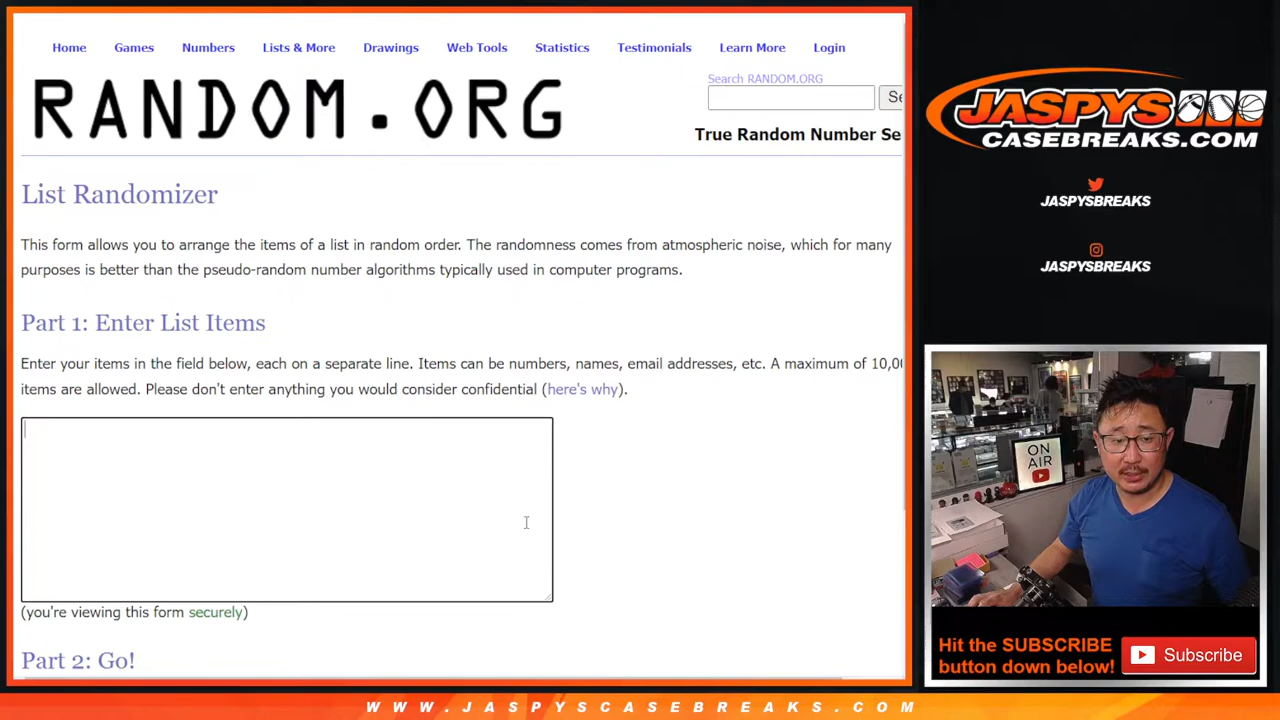 Home Games Numbers Lists & More Drawings Web Tools Statistics Testimonials Learn More Login
RANDOM.ORG
Search RANDOM.ORG
True Random Number Se
List Randomizer
This form allows you to arrange the items of a list in random order. The randomness comes from atmospheric noise, which for many
purposes is better than the pseudo-random number algorithms typically used in computer programs.
Part 1: Enter List Items
Enter your items in the field below, each on a separate line. Items can be numbers, names, email addresses, etc. A maximum of 10,00
items are allowed. Please don't enter anything you would consider confidential (here's why).
(you're viewing this form securely)
Part 2: Go!
JASPYS
CASEBREAKS.COM
JASPYSBREAKS
JASPYSBREAKS
ON
AIR
Hit the SUBSCRIBE
button down below!
Subscribe
WWW.JASPYSCASEBREAKS.COM